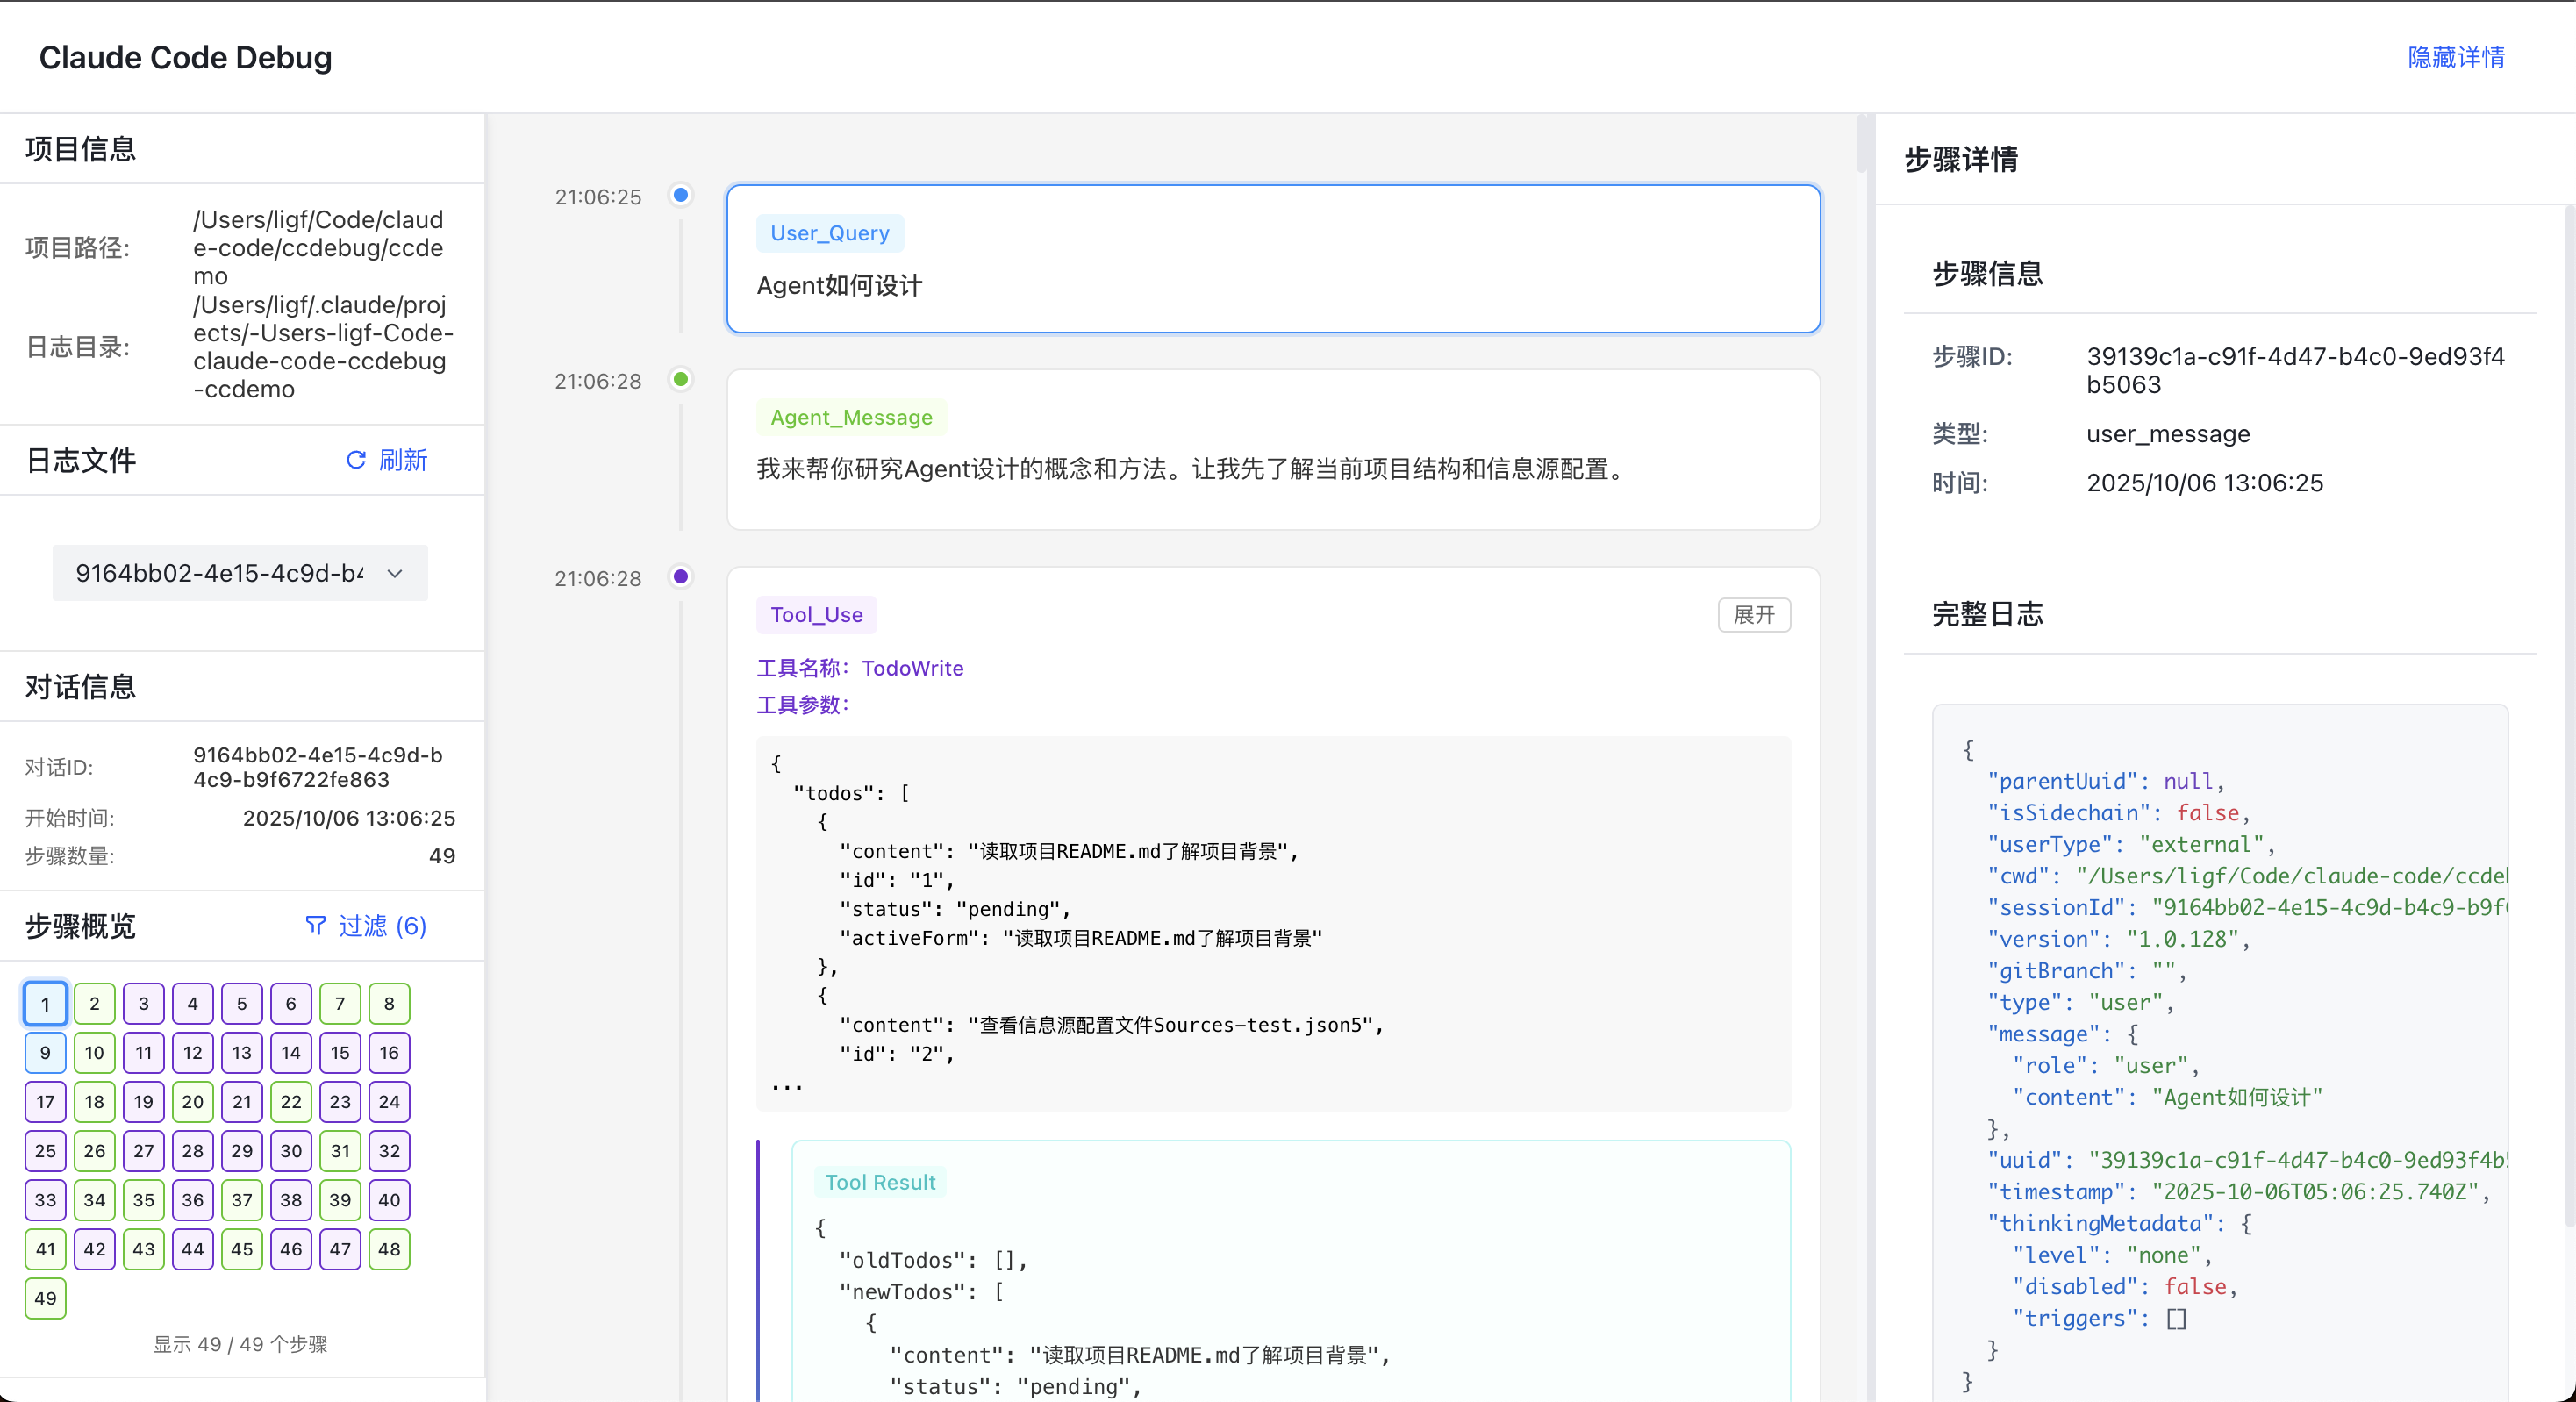 Claude Code Debug
隐藏详情
项目信息
项目路径:
/Users/ligf/Code/claud
e-code/ccdebug/ccde
mo
日志目录:
/Users/ligf/.claude/proj
ects/-Users-ligf-Code-
claude-code-ccdebug
-ccdemo
日志文件
刷新
9164bb02-4e15-4c9d-b4
对话信息
对话ID:
9164bb02-4e15-4c9d-b
4c9-b9f6722fe863
开始时间:
2025/10/06 13:06:25
步骤数量:
49
步骤概览
过滤 (6)
1 2 3 4 5 6 7 8
9 10 11 12 13 14 15 16
17 18 19 20 21 22 23 24
25 26 27 28 29 30 31 32
33 34 35 36 37 38 39 40
41 42 43 44 45 46 47 48
49
显示 49 / 49 个步骤
21:06:25
User_Query
Agent如何设计
21:06:28
Agent_Message
我来帮你研究Agent设计的概念和方法。让我先了解当前项目结构和信息源配置。
21:06:28
Tool_Use
展开
工具名称：TodoWrite
工具参数：
{
"todos": [
{
"content": "读取项目README.md了解项目背景",
"id": "1",
"status": "pending",
"activeForm": "读取项目README.md了解项目背景"
},
{
"content": "查看信息源配置文件Sources-test.json5",
"id": "2",
...
Tool Result
{
"oldTodos": [],
"newTodos": [
{
"content": "读取项目README.md了解项目背景",
"status": "pending",
步骤详情
步骤信息
步骤ID:
39139c1a-c91f-4d47-b4c0-9ed93f4
b5063
类型:
user_message
时间:
2025/10/06 13:06:25
完整日志
{
"parentUuid": null,
"isSidechain": false,
"userType": "external",
"cwd": "/Users/ligf/Code/claude-code/ccde
"sessionId": "9164bb02-4e15-4c9d-b4c9-b9f
"version": "1.0.128",
"gitBranch": "",
"type": "user",
"message": {
"role": "user",
"content": "Agent如何设计"
},
"uuid": "39139c1a-c91f-4d47-b4c0-9ed93f4b
"timestamp": "2025-10-06T05:06:25.740Z",
"thinkingMetadata": {
"level": "none",
"disabled": false,
"triggers": []
}
}